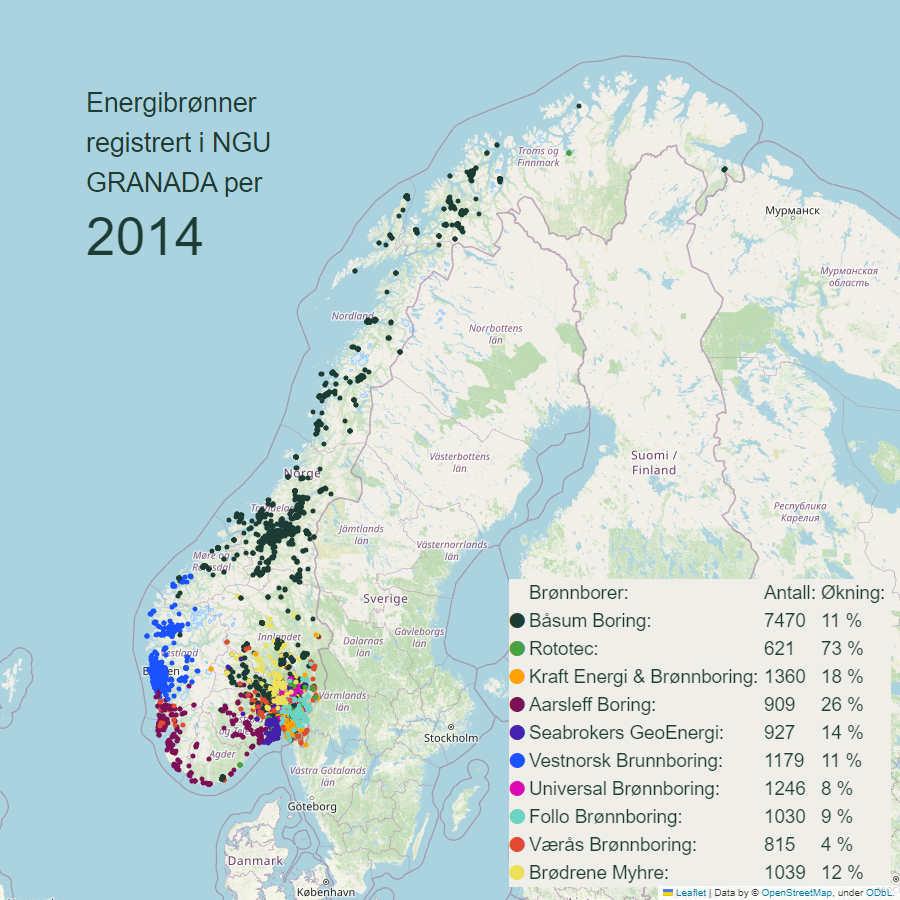 Energibrønner
registrert i NGU
GRANADA per
2014
Troms og
Finnmark
Мурманск
Мурманская
область
Nordland
Norrbottens
län
Västerbottens
län
Suomi /
Finland
Norge
Jämtlands
län
Västernorrlands
län
Республика
Карелия
Møre og
Sverige
Gävleborgs
län
Dalarnas
län
Innlandet
Värmlands
län
Agder
Stockholm
Västra Götalands
län
Göteborg
Danmark
København
Brønnborer: Antall: Økning:
Båsum Boring: 7470 11 %
Rototec: 621 73 %
Kraft Energi & Brønnboring: 1360 18 %
Aarsleff Boring: 909 26 %
Seabrokers GeoEnergi: 927 14 %
Vestnorsk Brunnboring: 1179 11 %
Universal Brønnboring: 1246 8 %
Follo Brønnboring: 1030 9 %
Værås Brønnboring: 815 4 %
Brødrene Myhre: 1039 12 %
Leaflet | Data by © OpenStreetMap, under ODbL.